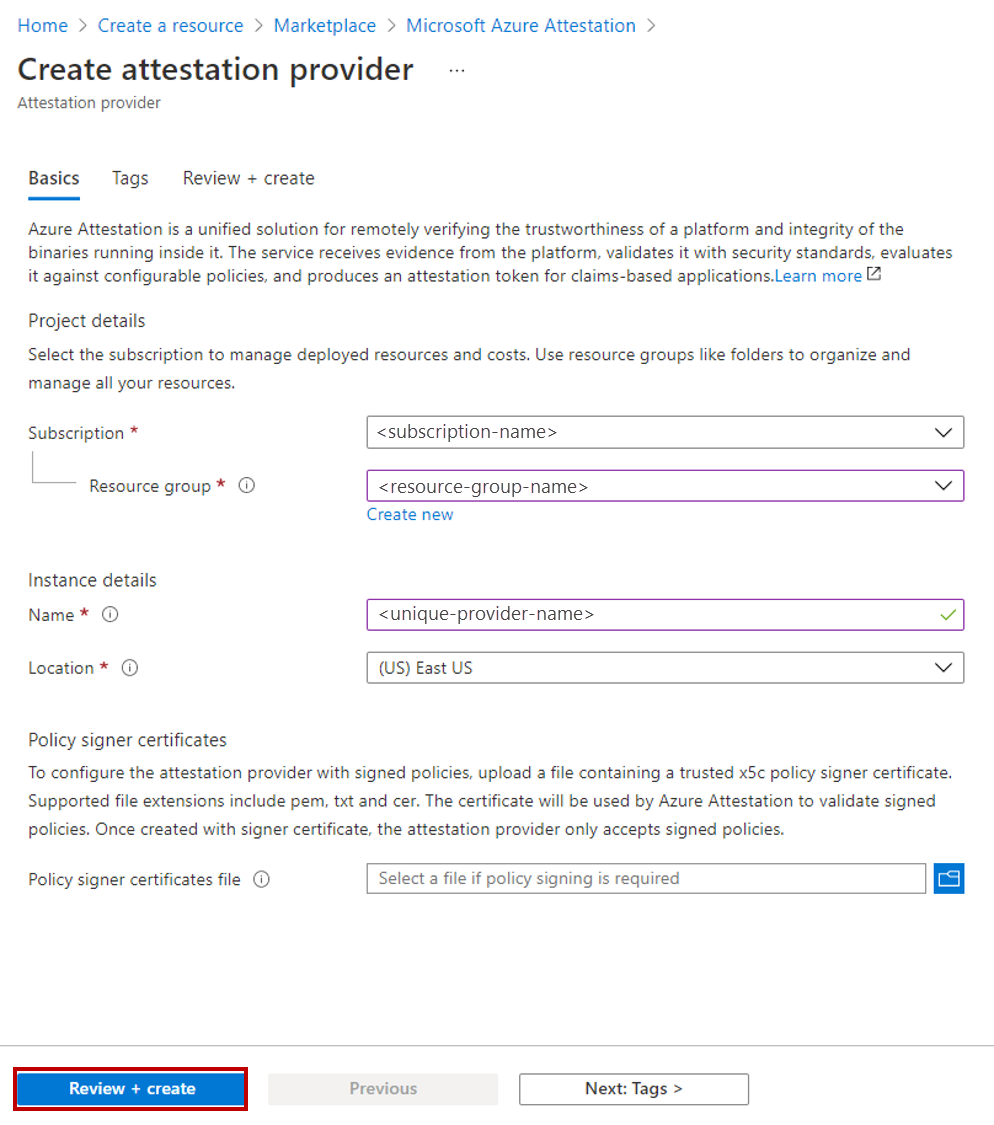 Home > Create a resource > Marketplace > Microsoft Azure Attestation >
Create attestation provider ...
Attestation provider
Basics Tags Review + create
Azure Attestation is a unified solution for remotely verifying the trustworthiness of a platform and integrity of the
binaries running inside it. The service receives evidence from the platform, validates it with security standards, evaluates
it against configurable policies, and produces an attestation token for claims-based applications.Learn more
Project details
Select the subscription to manage deployed resources and costs. Use resource groups like folders to organize and
manage all your resources.
Subscription * <subscription-name>
Resource group * <resource-group-name>
Create new
Instance details
Name * <unique-provider-name>
Location * (US) East US
Policy signer certificates
To configure the attestation provider with signed policies, upload a file containing a trusted x5c policy signer certificate.
Supported file extensions include pem, txt and cer. The certificate will be used by Azure Attestation to validate signed
policies. Once created with signer certificate, the attestation provider only accepts signed policies.
Policy signer certificates file Select a file if policy signing is required
Review + create Previous Next: Tags >